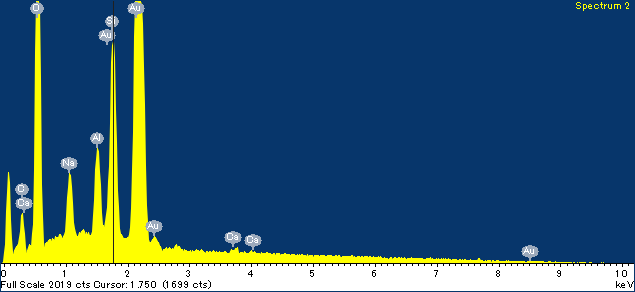 Spectrum 2
O
Si
Au
Au
Al
Na
O
Ca
Au
Ca
Ca
Au
0 1 2 3 4 5 6 7 8 9 10
Full Scale 2019 cts Cursor: 1.750 (1699 cts) keV